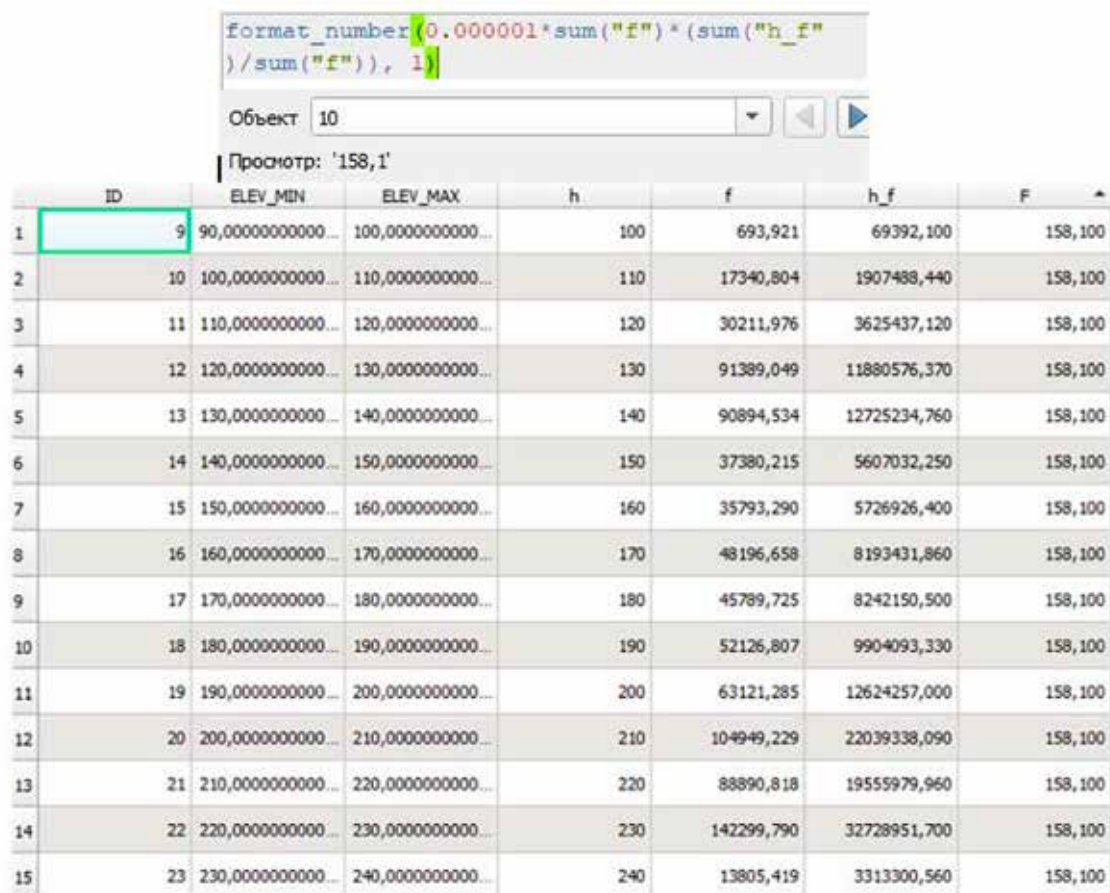 format_number(0.000001*sum("f")*(sum("h_f"
)/sum("f")), 1)
Объект 10
Просмотр: '158,1'
ID ELEV_MIN ELEV_MAX h f h_f F
1 9 90,00000000000... 100,0000000000... 100 693,921 69392,100 158,100
2 10 100,0000000000... 110,0000000000... 110 17340,804 1907488,440 158,100
3 11 110,0000000000... 120,0000000000... 120 30211,976 3625437,120 158,100
4 12 120,0000000000... 130,0000000000... 130 91389,049 11880576,370 158,100
5 13 130,0000000000... 140,0000000000... 140 90894,534 12725234,760 158,100
6 14 140,0000000000... 150,0000000000... 150 37380,215 5607032,250 158,100
7 15 150,0000000000... 160,0000000000... 160 35793,290 5726926,400 158,100
8 16 160,0000000000... 170,0000000000... 170 48196,658 8193431,860 158,100
9 17 170,0000000000... 180,0000000000... 180 45789,725 8242150,500 158,100
10 18 180,0000000000... 190,0000000000... 190 52126,807 9904093,330 158,100
11 19 190,0000000000... 200,0000000000... 200 63121,285 12624257,000 158,100
12 20 200,0000000000... 210,0000000000... 210 104949,229 22039338,090 158,100
13 21 210,0000000000... 220,0000000000... 220 88890,818 19555979,960 158,100
14 22 220,0000000000... 230,0000000000... 230 142299,790 32728951,700 158,100
15 23 230,0000000000... 240,0000000000... 240 13805,419 3313300,560 158,100